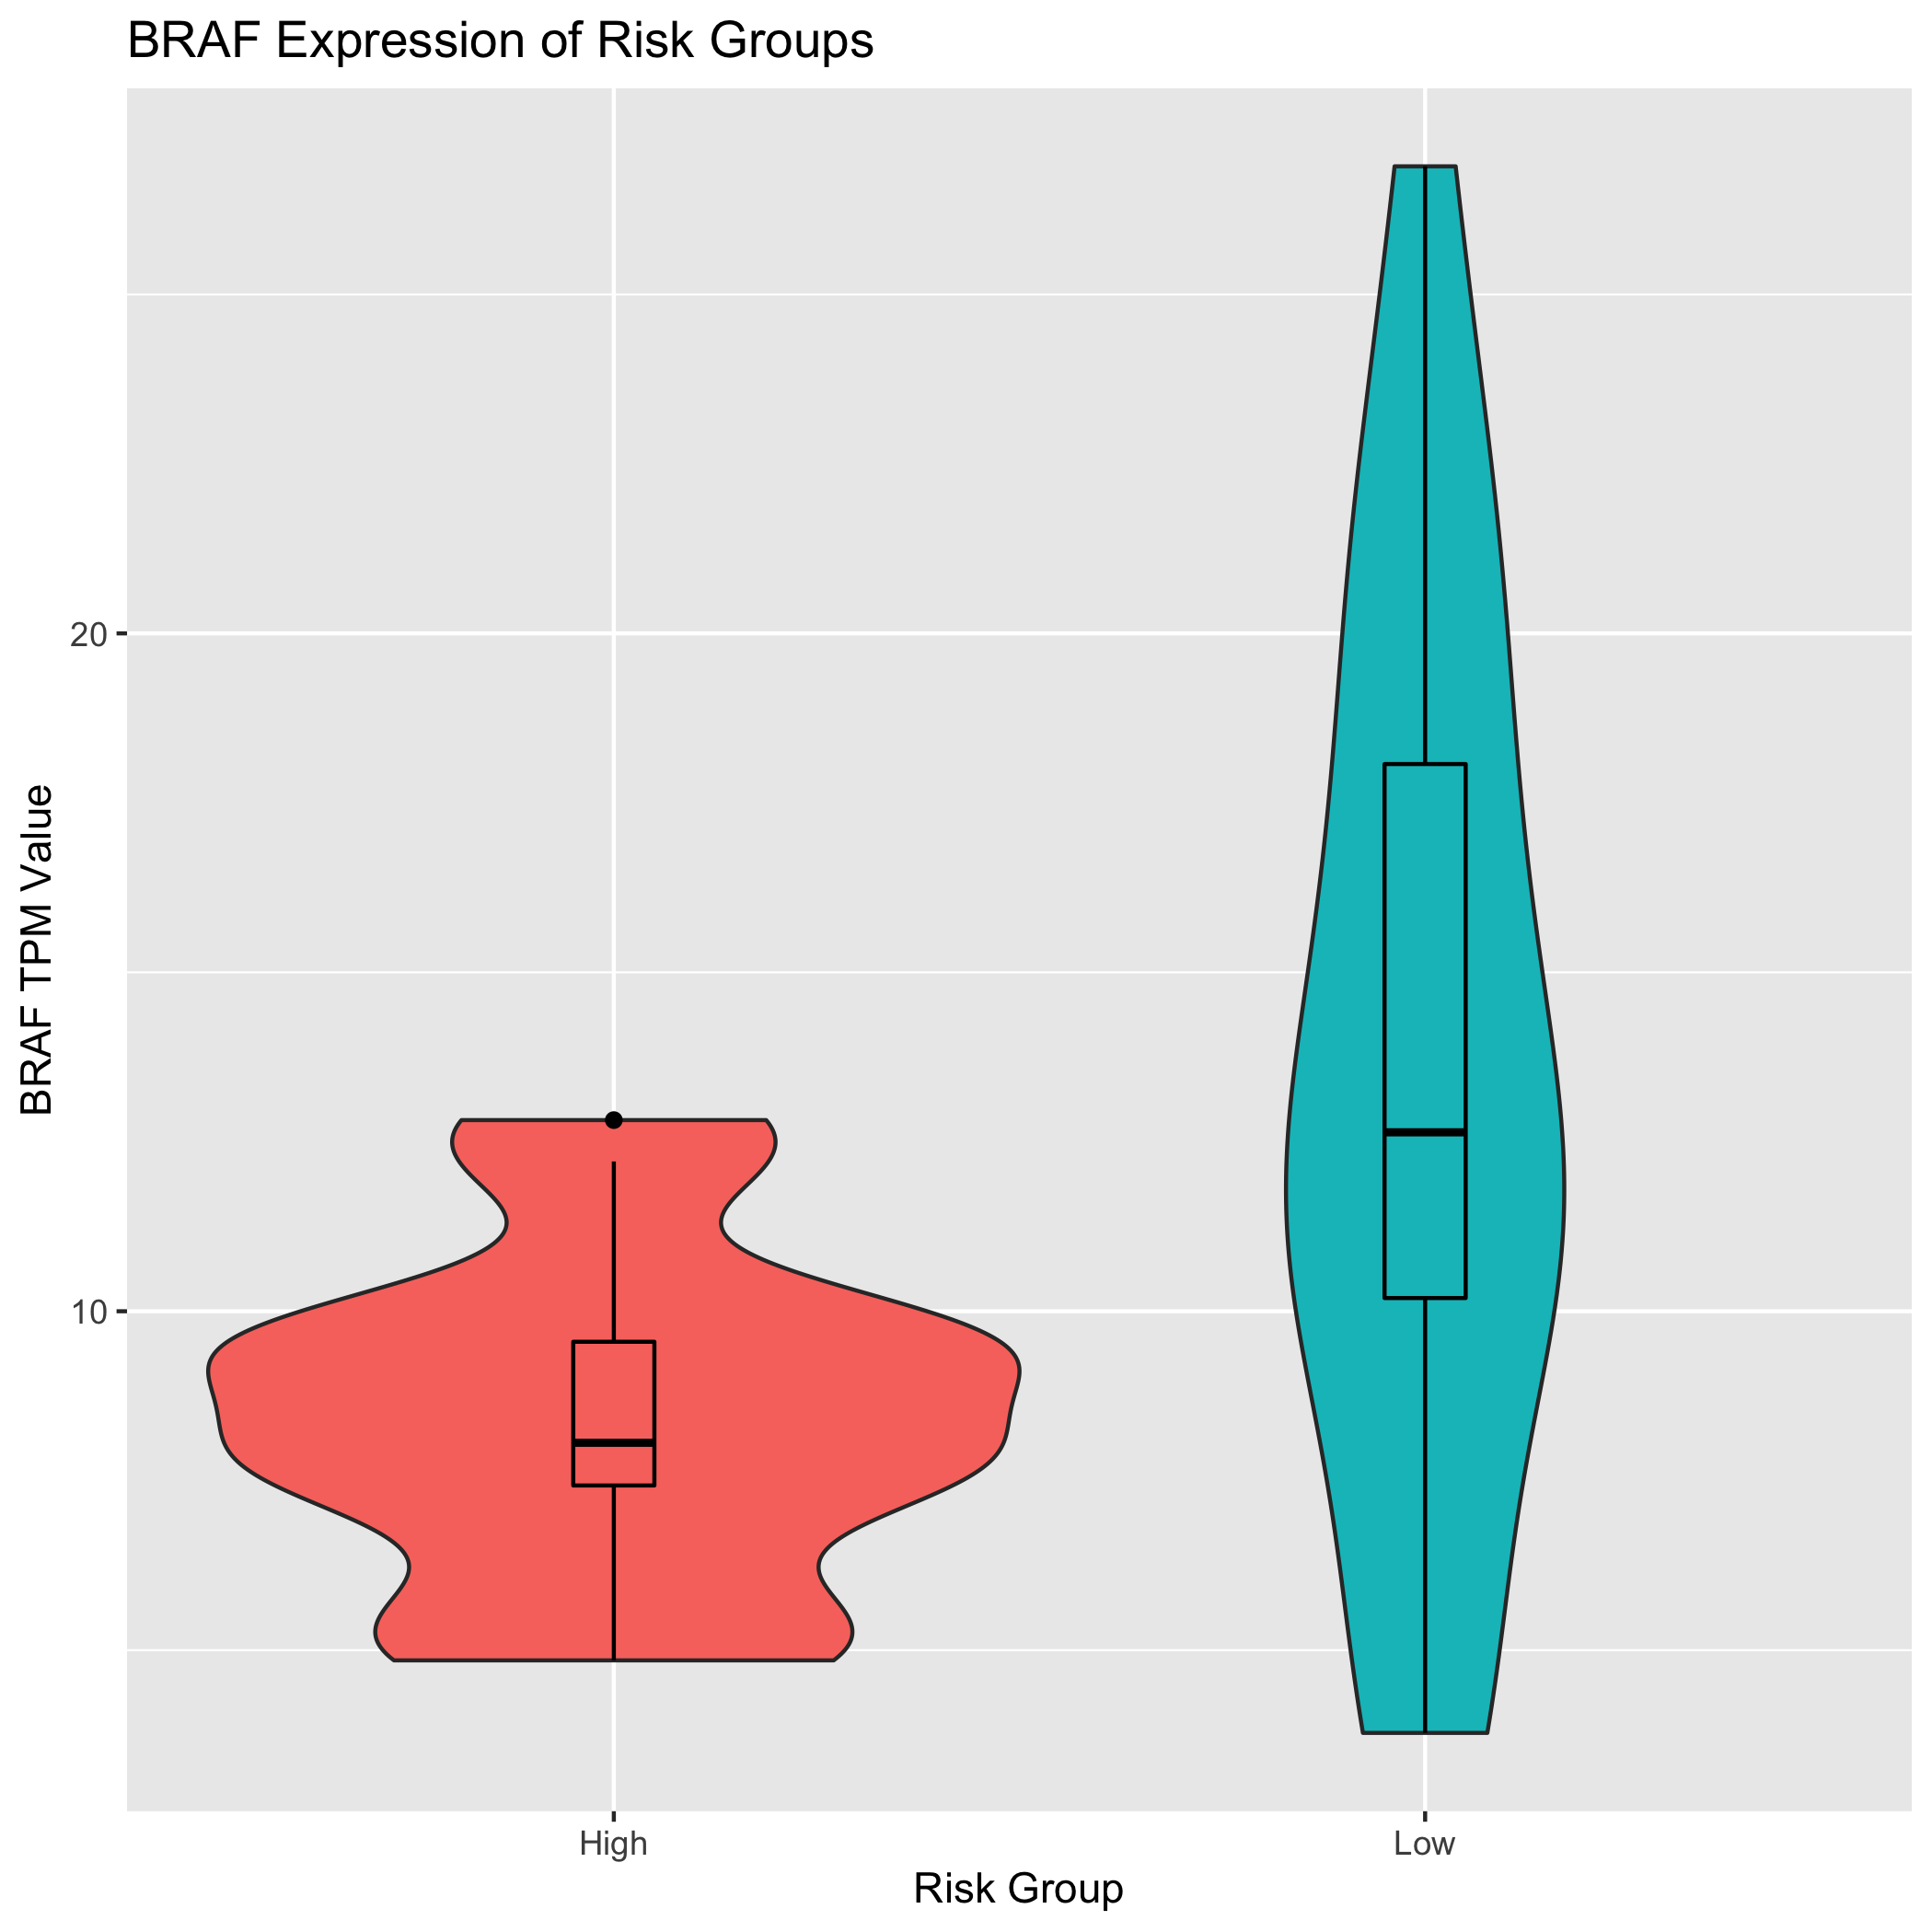 BRAF Expression of Risk Groups
BRAF TPM Value
20
10
High
Low
Risk Group